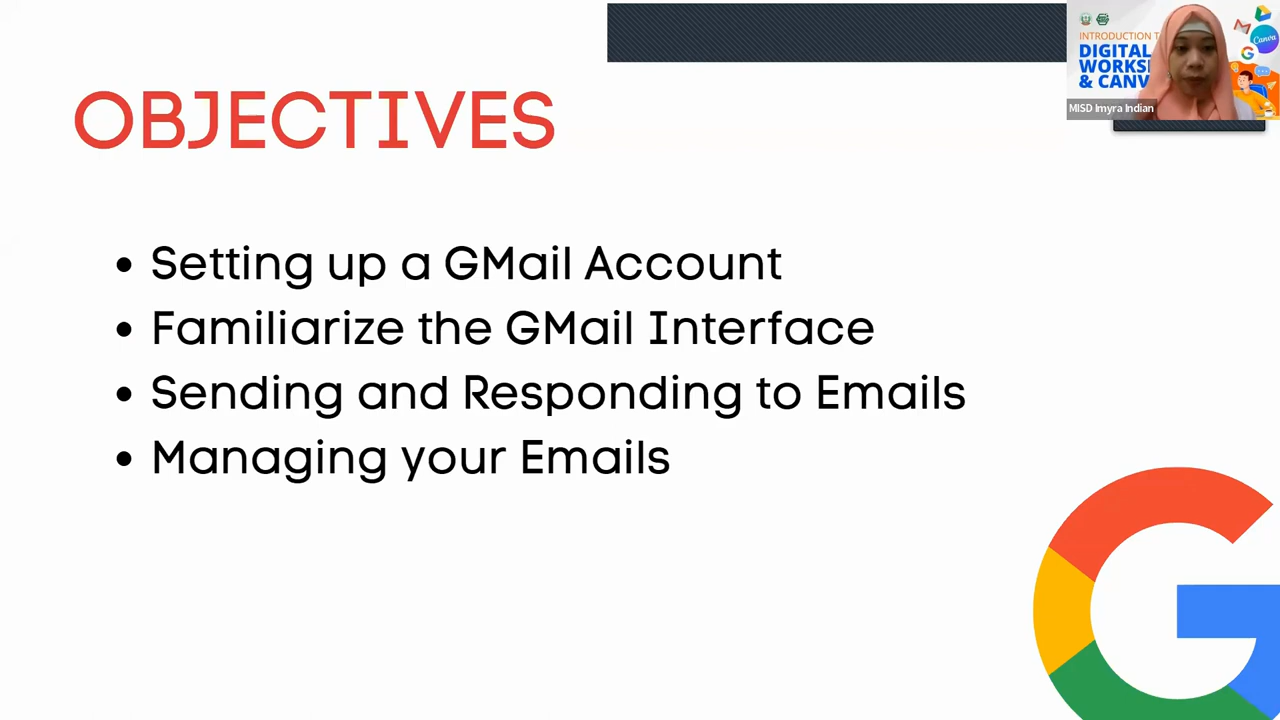 OBJECTIVES
• Setting up a GMail Account
• Familiarize the GMail Interface
• Sending and Responding to Emails
• Managing your Emails
INTRODUCTION T
DIGITAL
WORKS
& CANV
Canva
MISD Imyra Indian